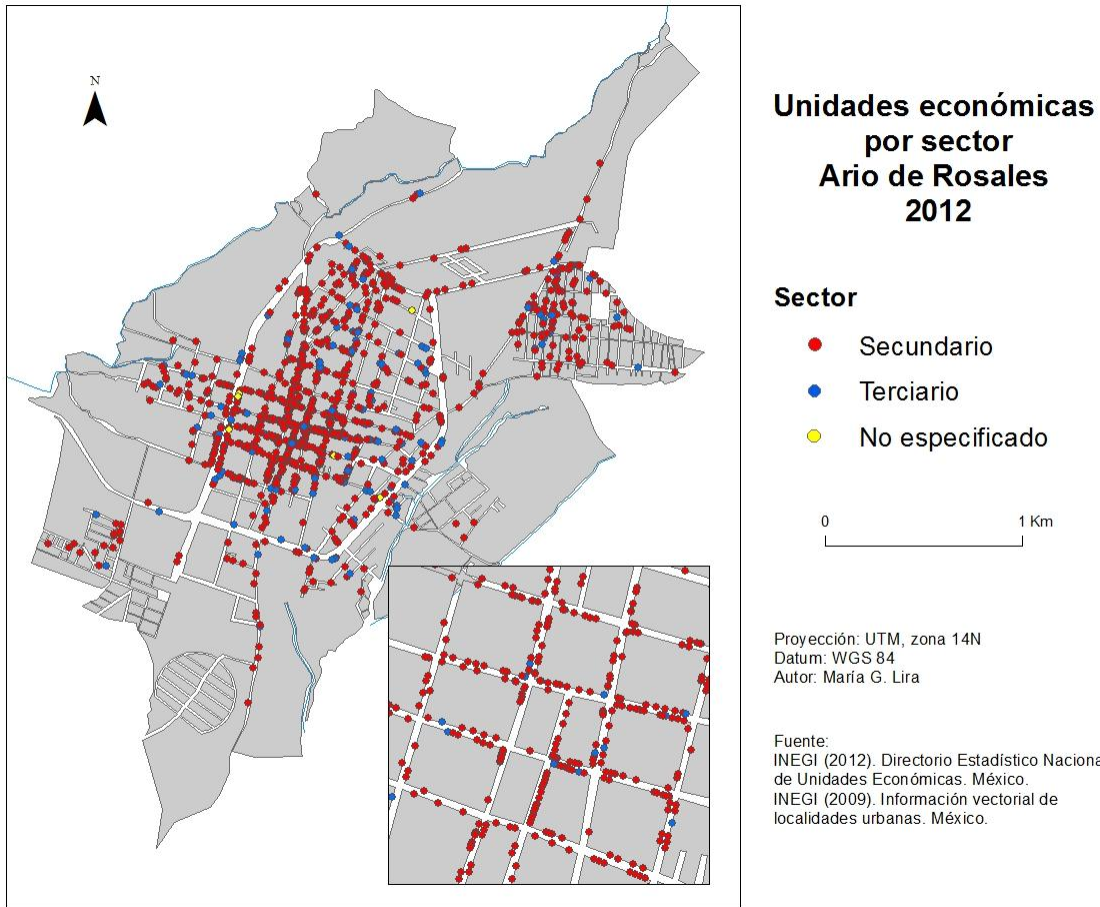 N
Unidades económicas
por sector
Ario de Rosales
2012
Sector
Secundario
Terciario
No especificado
0 1 Km
Proyección: UTM, zona 14N
Datum: WGS 84
Autor: María G. Lira
Fuente:
INEGI (2012). Directorio Estadístico Naciona
de Unidades Económicas. México.
INEGI (2009). Información vectorial de
localidades urbanas. México.